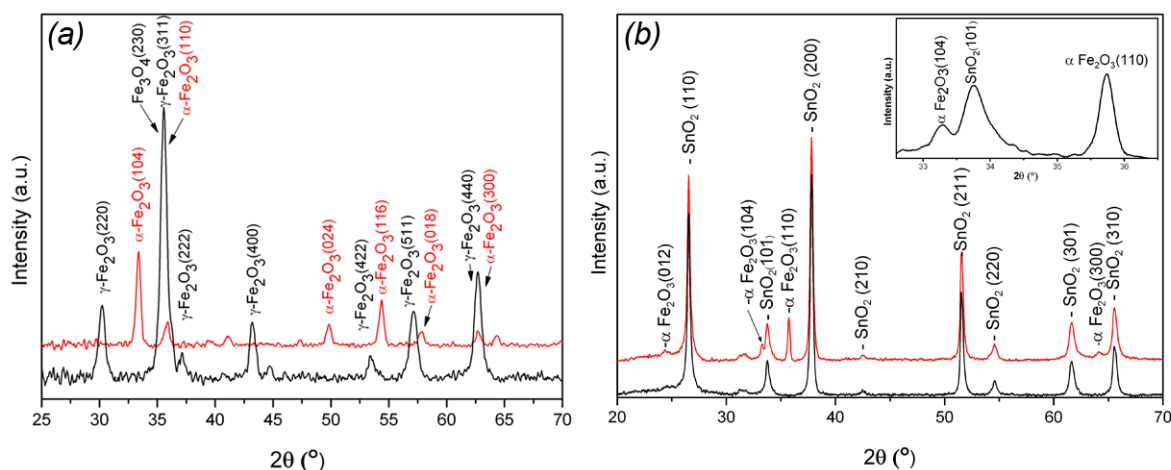 (a)
Fe₃O₄(230)
γ-Fe₂O₃(311)
α-Fe₂O₃(110)
α-Fe₂O₃(104)
γ-Fe₂O₃(220)
γ-Fe₂O₃(222)
γ-Fe₂O₃(400)
α-Fe₂O₃(024)
γ-Fe₂O₃(422)
α-Fe₂O₃(116)
γ-Fe₂O₃(511)
α-Fe₂O₃(018)
γ-Fe₂O₃(440)
α-Fe₂O₃(300)
Intensity (a.u.)
25 30 35 40 45 50 55 60 65 70
2θ (°)
(b)
α Fe₂O₃(012)
SnO₂ (110)
α Fe₂O₃(104)
SnO₂(101)
α Fe₂O₃(110)
SnO₂ (200)
SnO₂ (210)
SnO₂ (211)
SnO₂ (220)
SnO₂ (301)
α Fe₂O₃(300)
SnO₂ (310)
Intensity (a.u.)
20 30 40 50 60 70
2θ (°)
α Fe₂O₃(104)
SnO₂(101)
α Fe₂O₃(110)
Intensity (a.u.)
33 34 35 36
2θ (°)